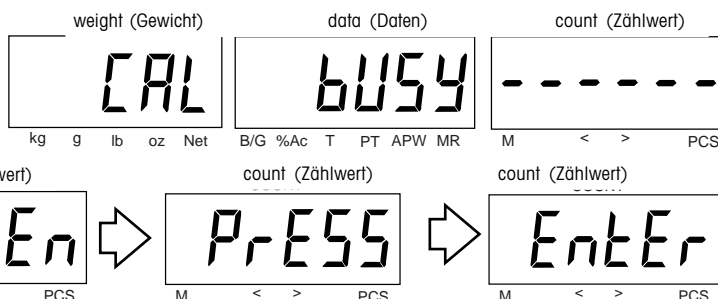 weight (Gewicht) data (Daten) count (Zählwert)
CAL bUSY ------
kg g lb oz Net B/G %Ac T PT APW MR M < > PCS
wert) count (Zählwert) count (Zählwert)
En PrESS EntEr
PCS M < > PCS M < > PCS